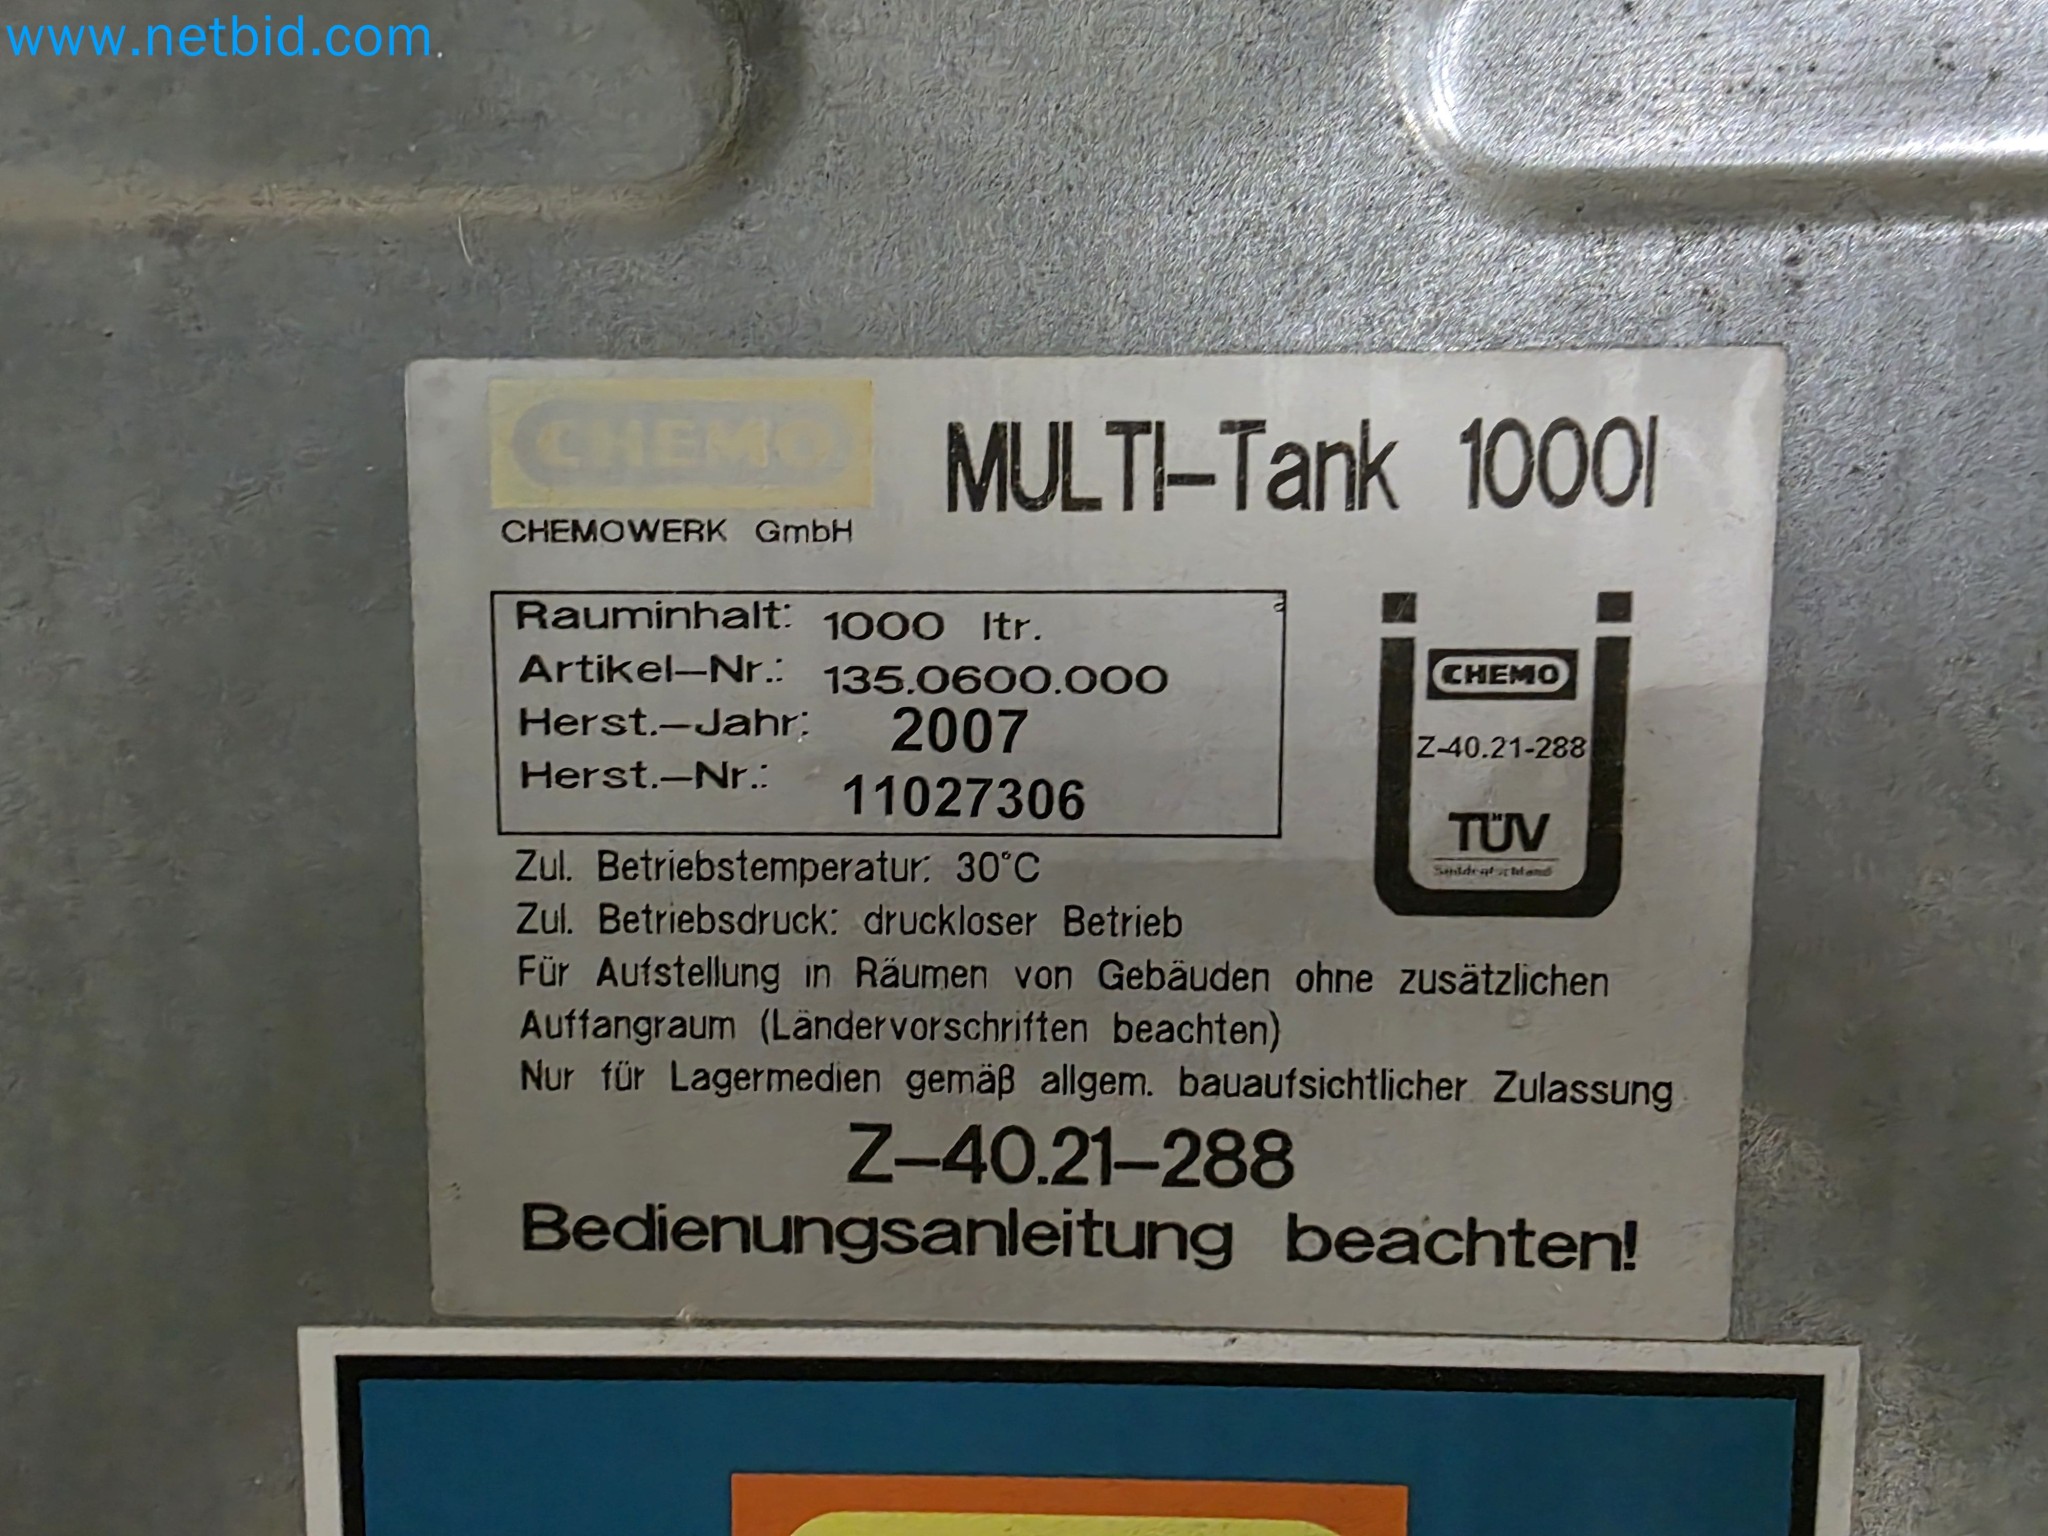 www.netbid.com
CHEMO
MULTI-Tank 1000l
CHEMOWERK GmbH
Rauminhalt: 1000 ltr.
Artikel-Nr.: 135.0600.000
Herst.-Jahr: 2007
Herst.-Nr.: 11027306
CHEMO
Z-40.21-288
TÜV
Süddeutschland
Zul. Betriebstemperatur: 30°C
Zul. Betriebsdruck: druckloser Betrieb
Für Aufstellung in Räumen von Gebäuden ohne zusätzlichen
Auffangraum (Ländervorschriften beachten)
Nur für Lagermedien gemäß allgem. bauaufsichtlicher Zulassung
Z-40.21-288
Bedienungsanleitung beachten!